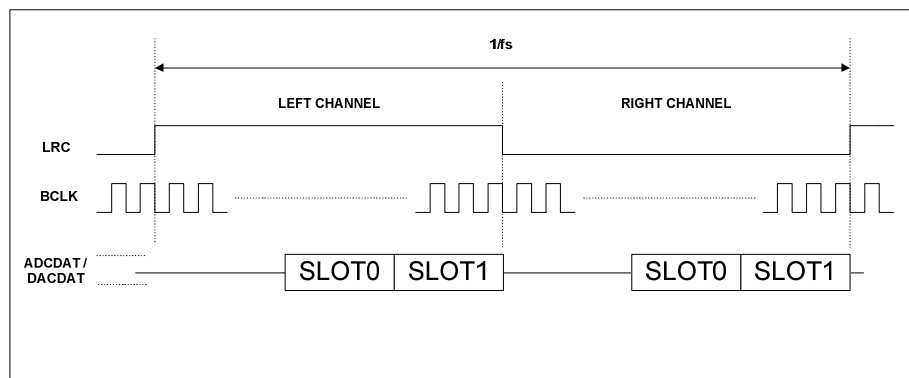 1/fs
LEFT CHANNEL
RIGHT CHANNEL
LRC
BCLK
ADCDAT /
DACDAT
SLOT0
SLOT1
SLOT0
SLOT1